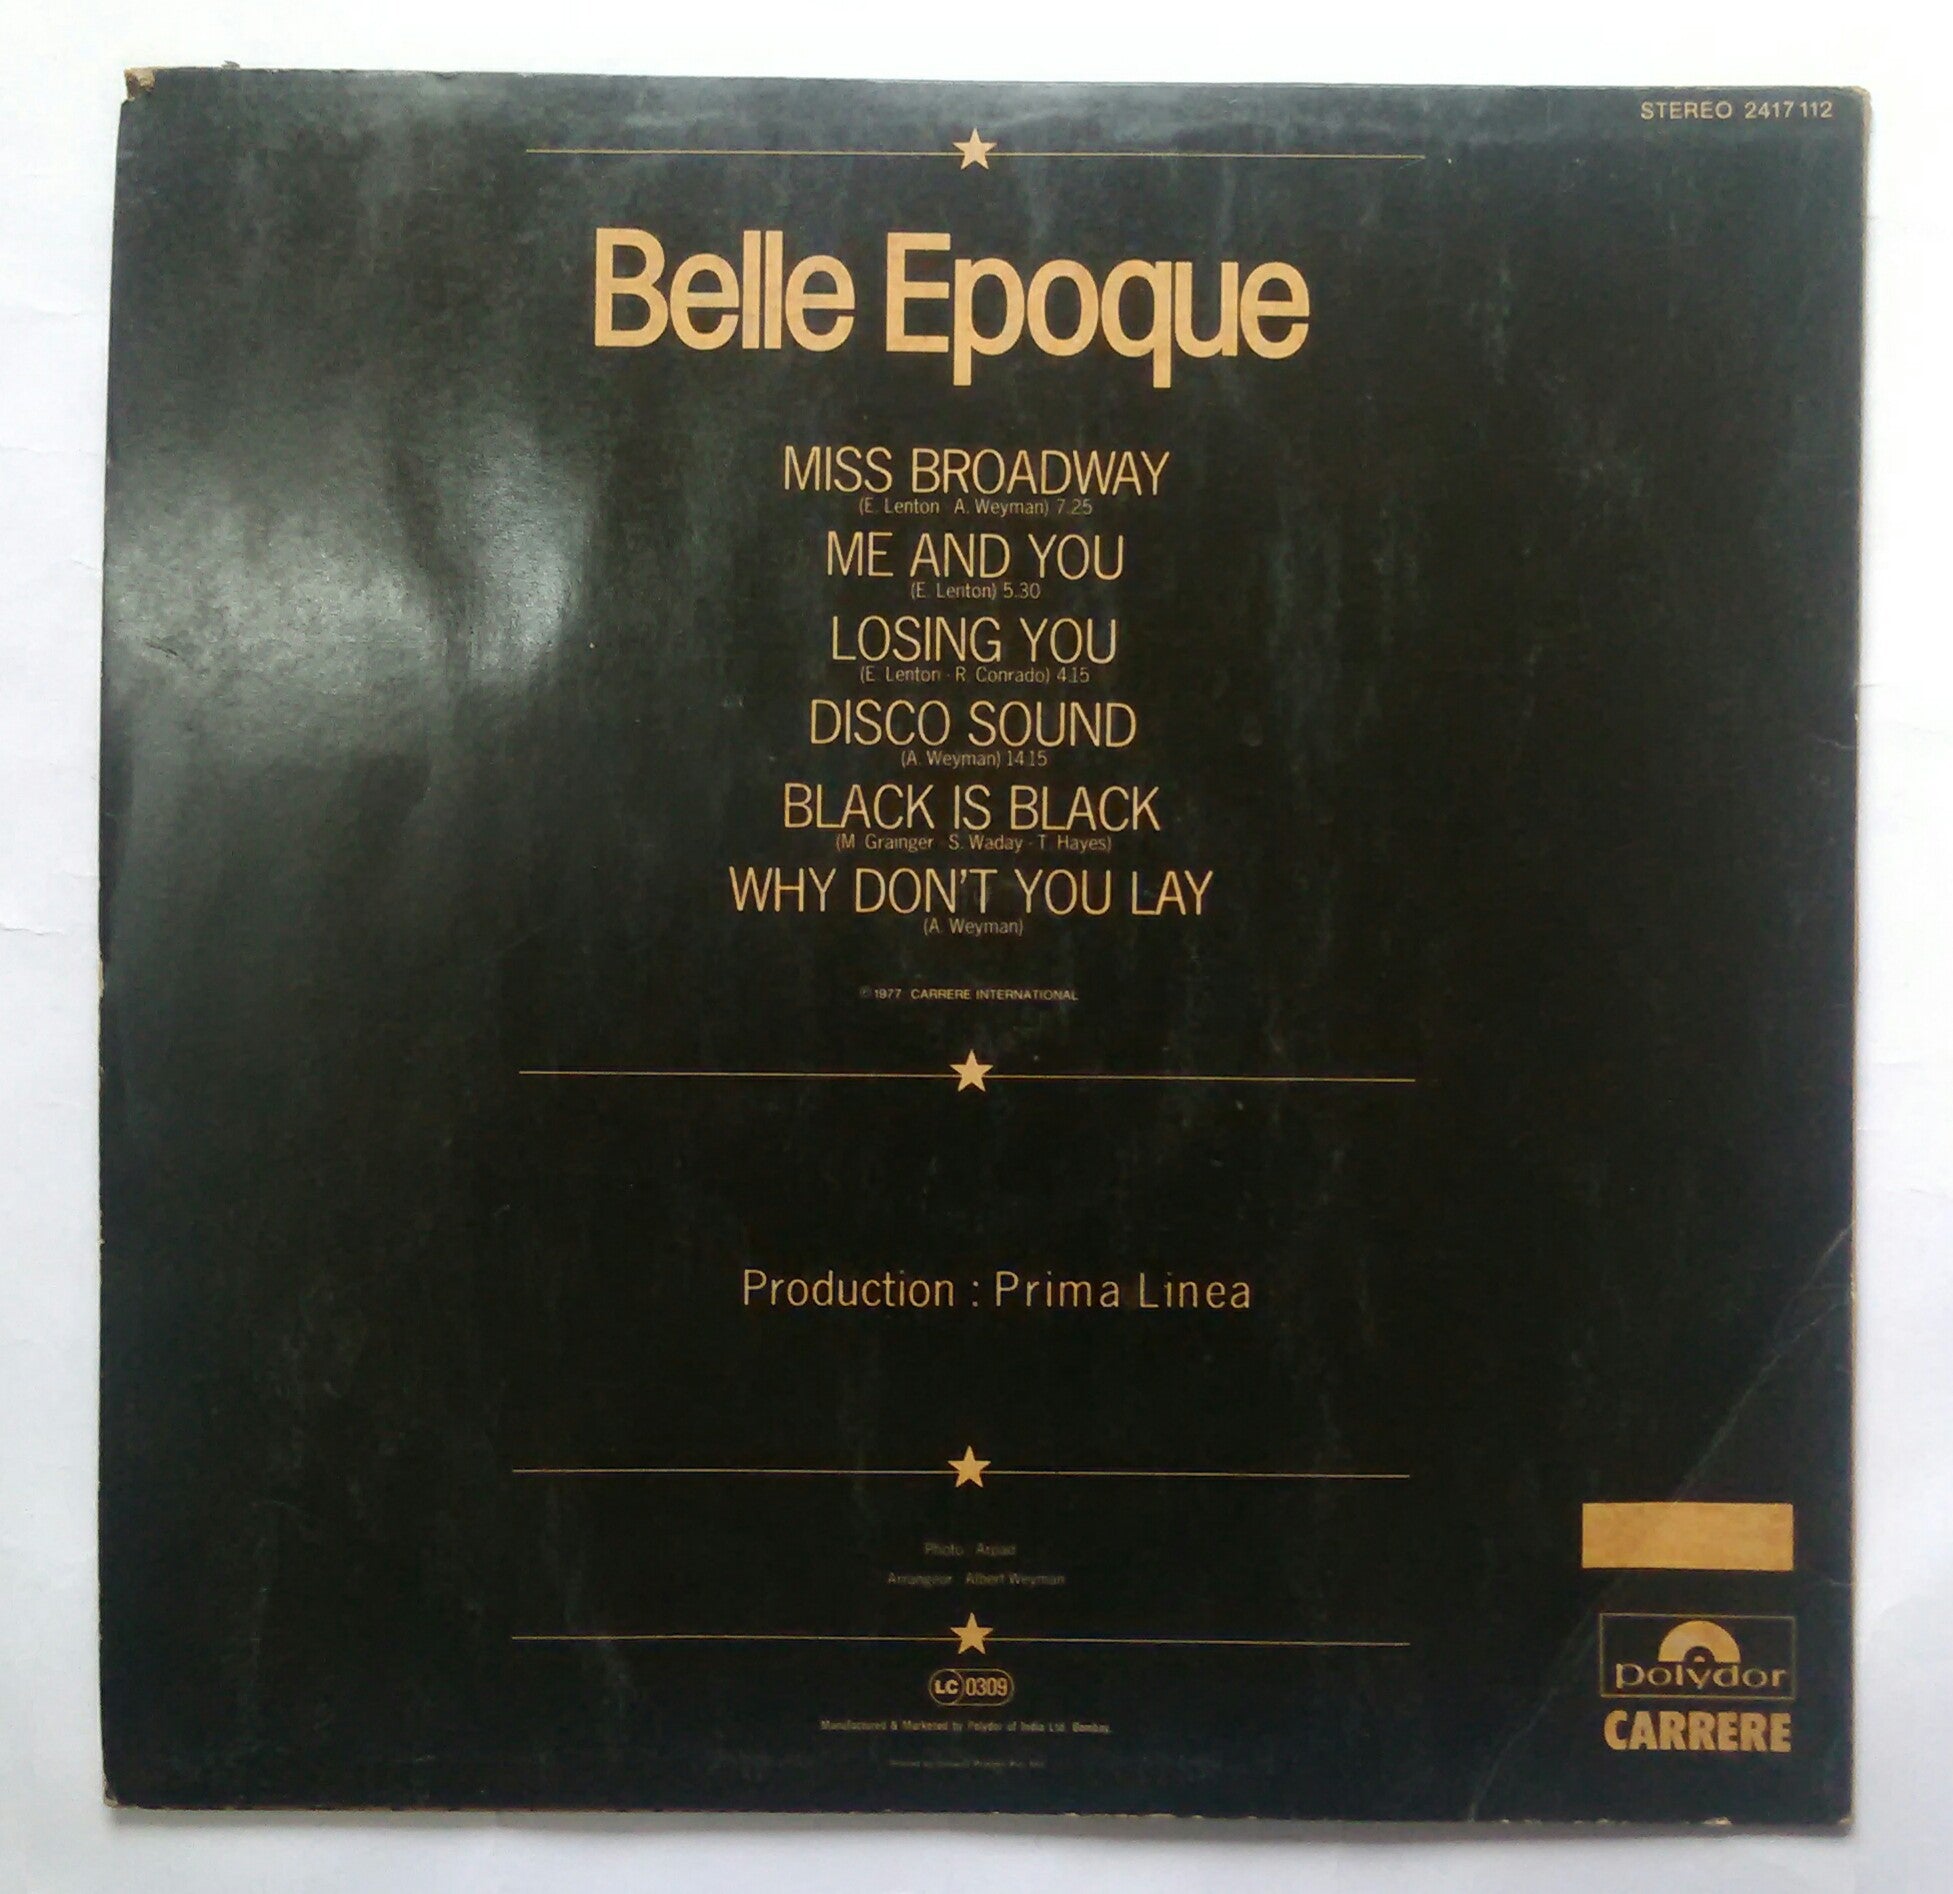 STEREO 2417 112
Belle Epoque
MISS BROADWAY
(E. Lenton A. Weyman) 7.25
ME AND YOU
(E. Lenton) 5.30
LOSING YOU
(E. Lenton - R. Conrado) 4.15
DISCO SOUND
(A. Weyman) 14.15
BLACK IS BLACK
(M. Grainger - S. Waday - T. Hayes)
WHY DON'T YOU LAY
(A. Weyman)
℗ 1977 CARRERE INTERNATIONAL
Production : Prima Linea
Photo Arpad
Arrangeur Albert Weyman
LC 0309
Manufactured & Marketed by Polydor of India Ltd. Bombay.
polydor
CARRERE